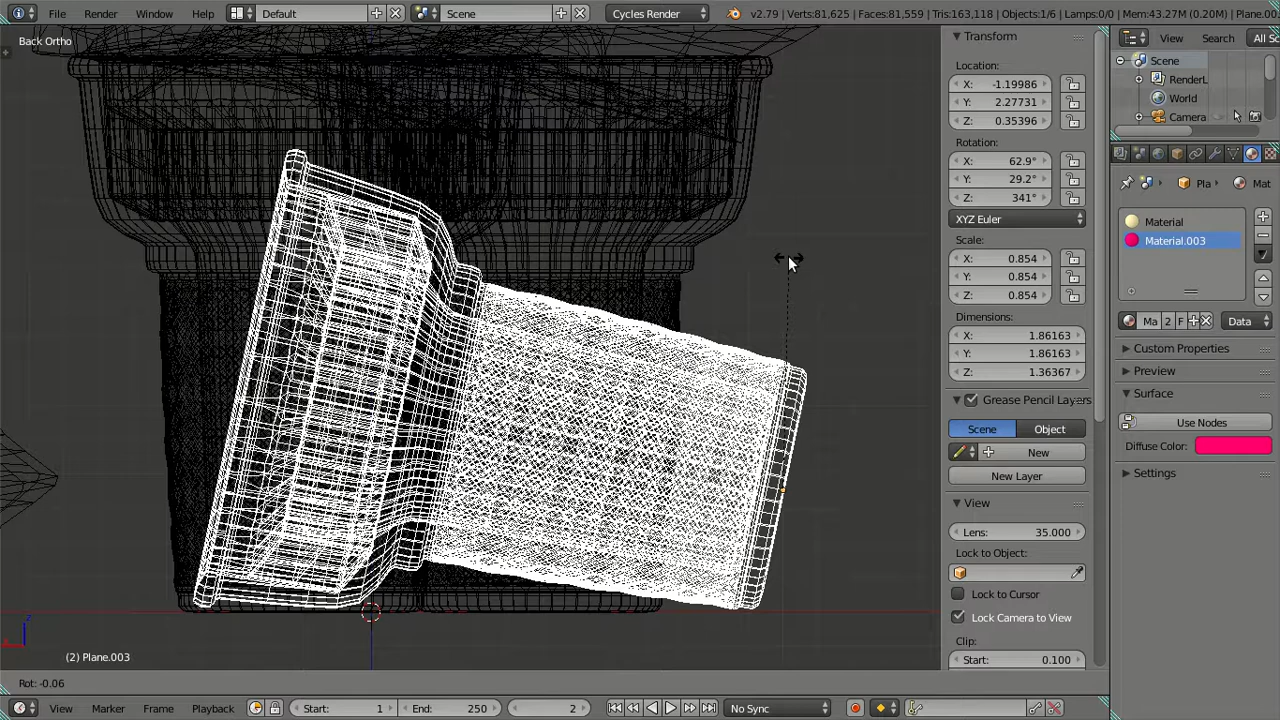 File Render Window Help Default Scene Cycles Render v2.79 | Verts:81,625 | Faces:81,559 | Tris:163,118 | Objects:1/6 | Lamps:0/0 | Mem:43.27M (0.20M) | Plane.00
Back Ortho
Transform
Location:
X: -1.19986
Y: 2.27731
Z: 0.35396
Rotation:
X: 62.9°
Y: 29.2°
Z: 341°
XYZ Euler
Scale:
X: 0.854
Y: 0.854
Z: 0.854
Dimensions:
X: 1.86163
Y: 1.86163
Z: 1.36367
Grease Pencil Layers
Scene Object
New
New Layer
View
Lens: 35.000
Lock to Object:
Lock to Cursor
Lock Camera to View
Clip:
Start: 0.100
View Search All Sc
Scene
RenderL
World
Camera
Pla Mat
Material
Material.003
Ma 2 F Data
Custom Properties
Preview
Surface
Use Nodes
Diffuse Color:
Settings
z
x
(2) Plane.003
Rot: -0.06
View Marker Frame Playback Start: 1 End: 250 2 No Sync